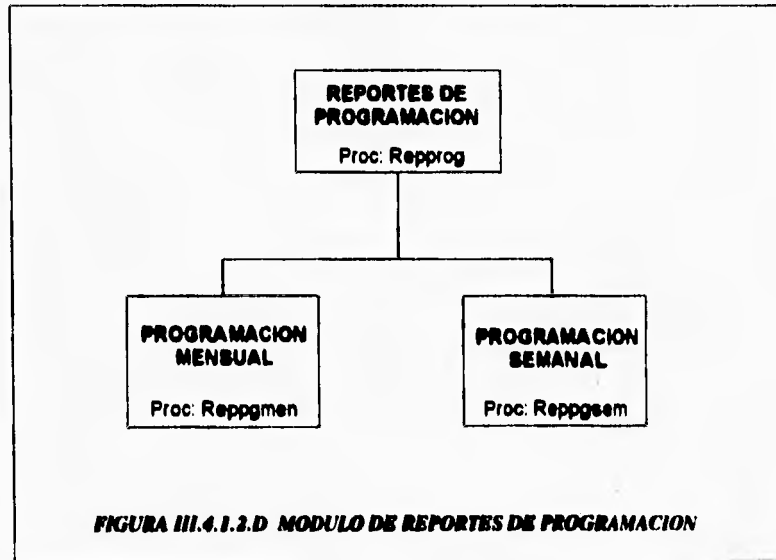 REPORTES DE
PROGRAMACION
Proc: Repprog
PROGRAMACION
MENSUAL
Proc: Reppgmen
PROGRAMACION
SEMANAL
Proc: Reppgsem
FIGURA III.4.1.2.D MODULO DE REPORTES DE PROGRAMACION